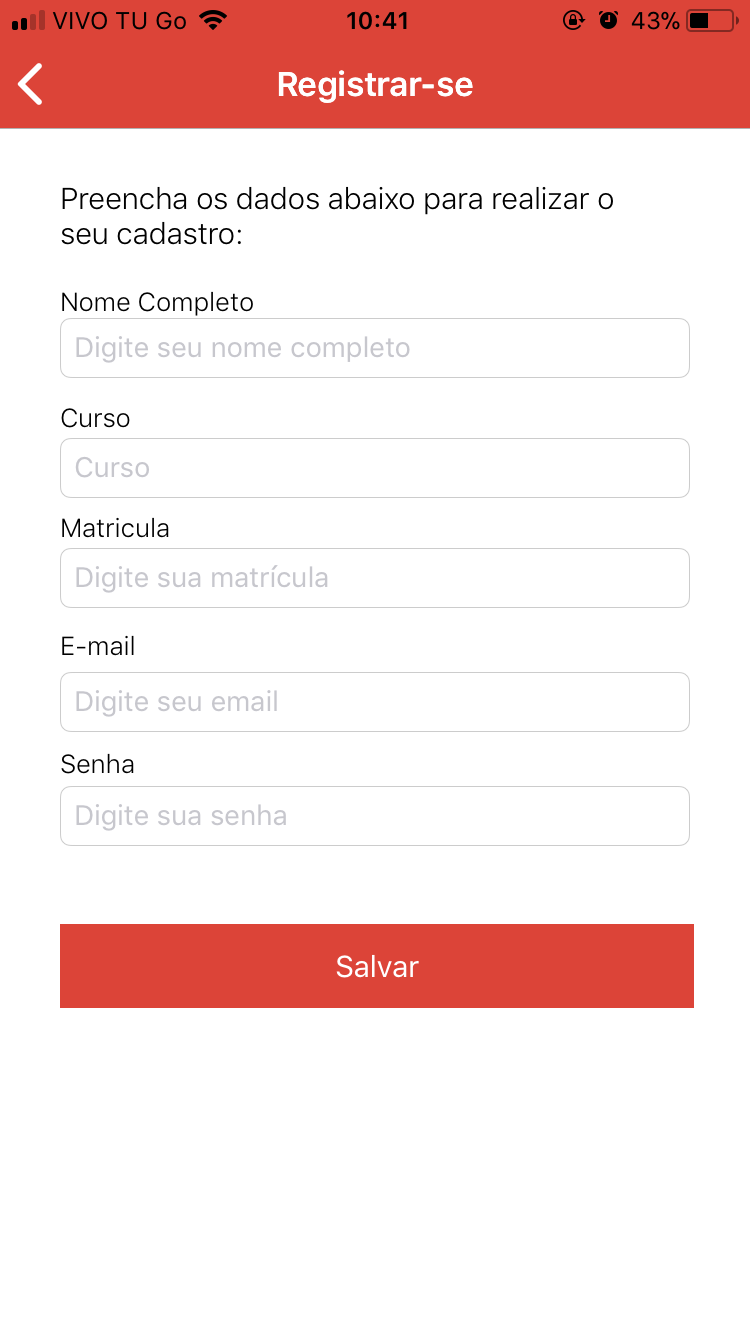 VIVO TU Go 10:41 43%
Registrar-se
Preencha os dados abaixo para realizar o
seu cadastro:
Nome Completo
Digite seu nome completo
Curso
Curso
Matricula
Digite sua matrícula
E-mail
Digite seu email
Senha
Digite sua senha
Salvar